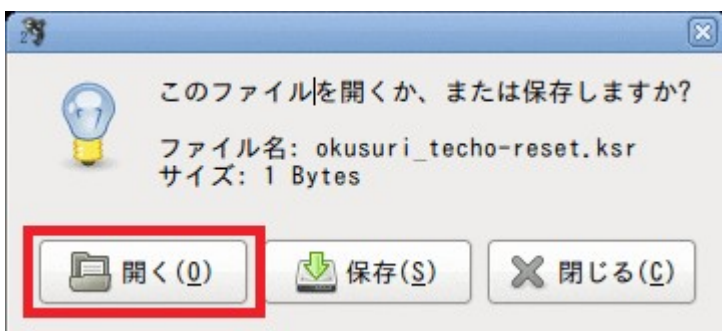 このファイルを開くか、または保存しますか?
ファイル名: okusuri_techo-reset.ksr
サイズ: 1 Bytes
開く(O) 保存(S) 閉じる(C)